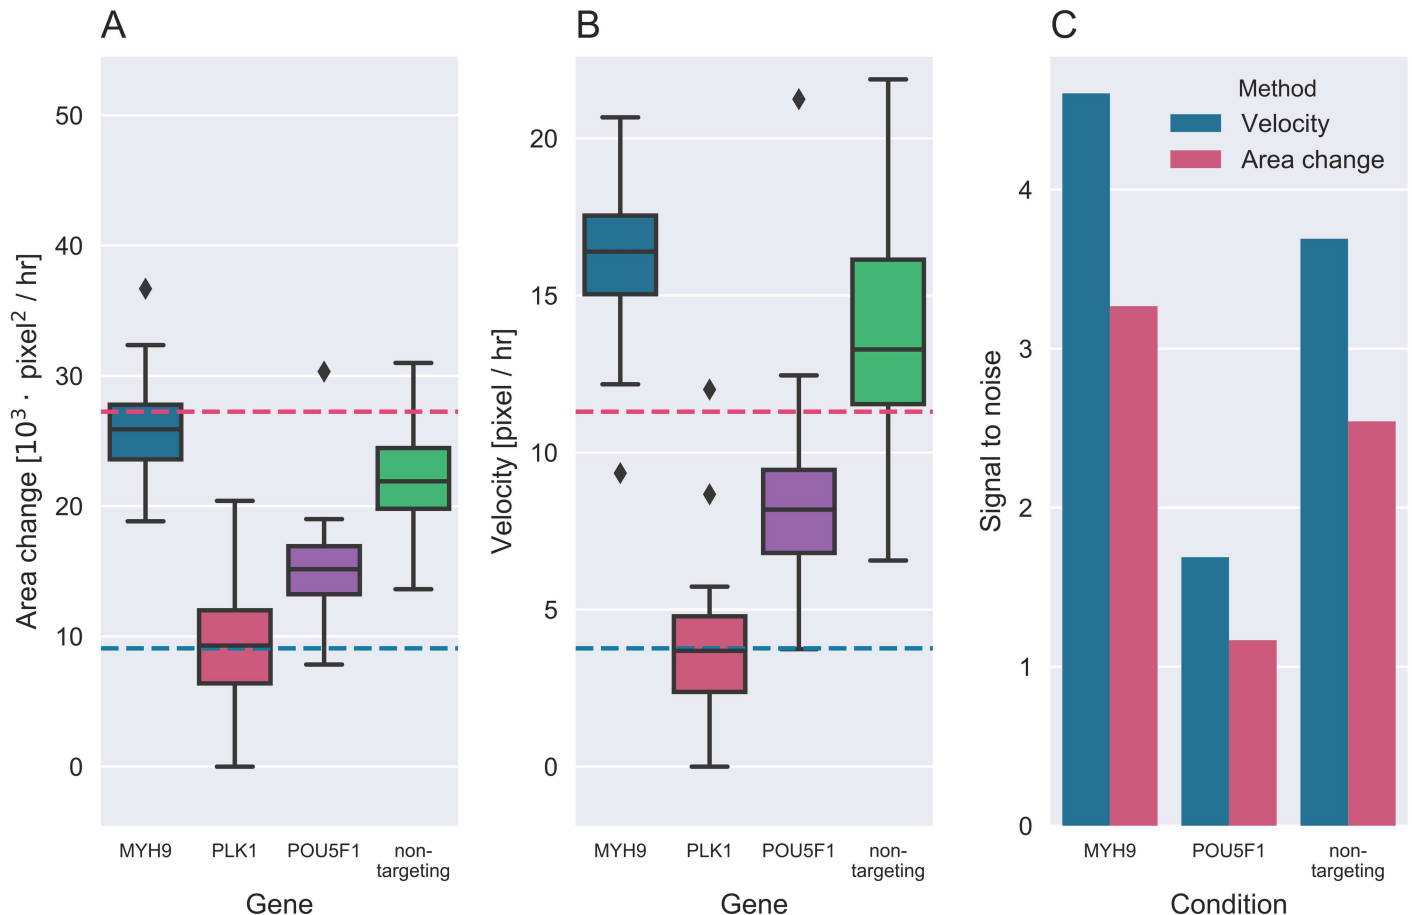 A
B
C
Area change [10³ · pixel² / hr]
50
40
30
20
10
0
MYH9
PLK1
POU5F1
non-
targeting
Gene
Velocity [pixel / hr]
20
15
10
5
0
MYH9
PLK1
POU5F1
non-
targeting
Gene
Signal to noise
4
3
2
1
0
Method
Velocity
Area change
MYH9
POU5F1
non-
targeting
Condition